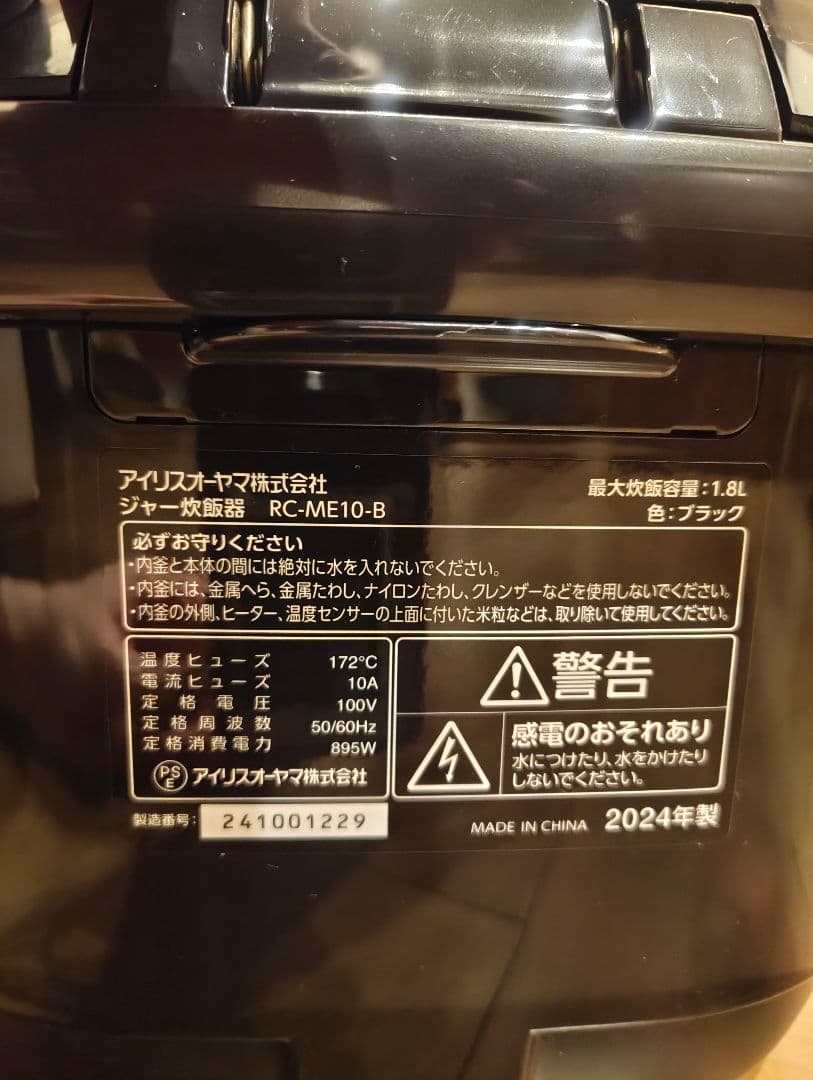 アイリスオーヤマ株式会社
ジャー炊飯器 RC-ME10-B
最大炊飯容量:1.8L
色:ブラック
必ずお守りください
・内釜と本体の間には絶対に水を入れないでください。
・内釜には、金属へら、金属たわし、ナイロンたわし、クレンザーなどを使用しないでください。
・内釜の外側、ヒーター、温度センサーの上面に付いた米粒などは、取り除いて使用してください。
温度ヒューズ 172℃
電流ヒューズ 10A
定格電圧 100V
定格周波数 50/60Hz
定格消費電力 895W
PSE アイリスオーヤマ株式会社
警告
感電のおそれあり
水につけたり、水をかけたり
しないでください。
製造番号: 241001229
MADE IN CHINA 2024年製